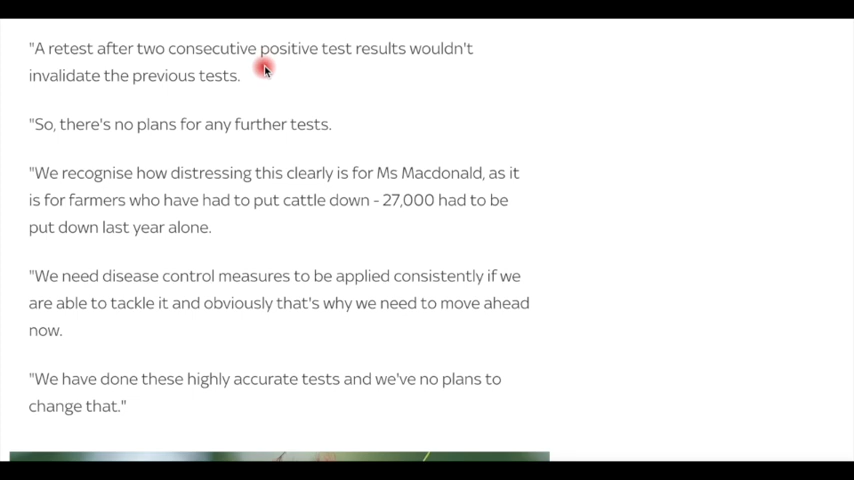 "A retest after two consecutive positive test results wouldn't
invalidate the previous tests.
"So, there's no plans for any further tests.
"We recognise how distressing this clearly is for Ms Macdonald, as it
is for farmers who have had to put cattle down - 27,000 had to be
put down last year alone.
"We need disease control measures to be applied consistently if we
are able to tackle it and obviously that's why we need to move ahead
now.
"We have done these highly accurate tests and we've no plans to
change that."